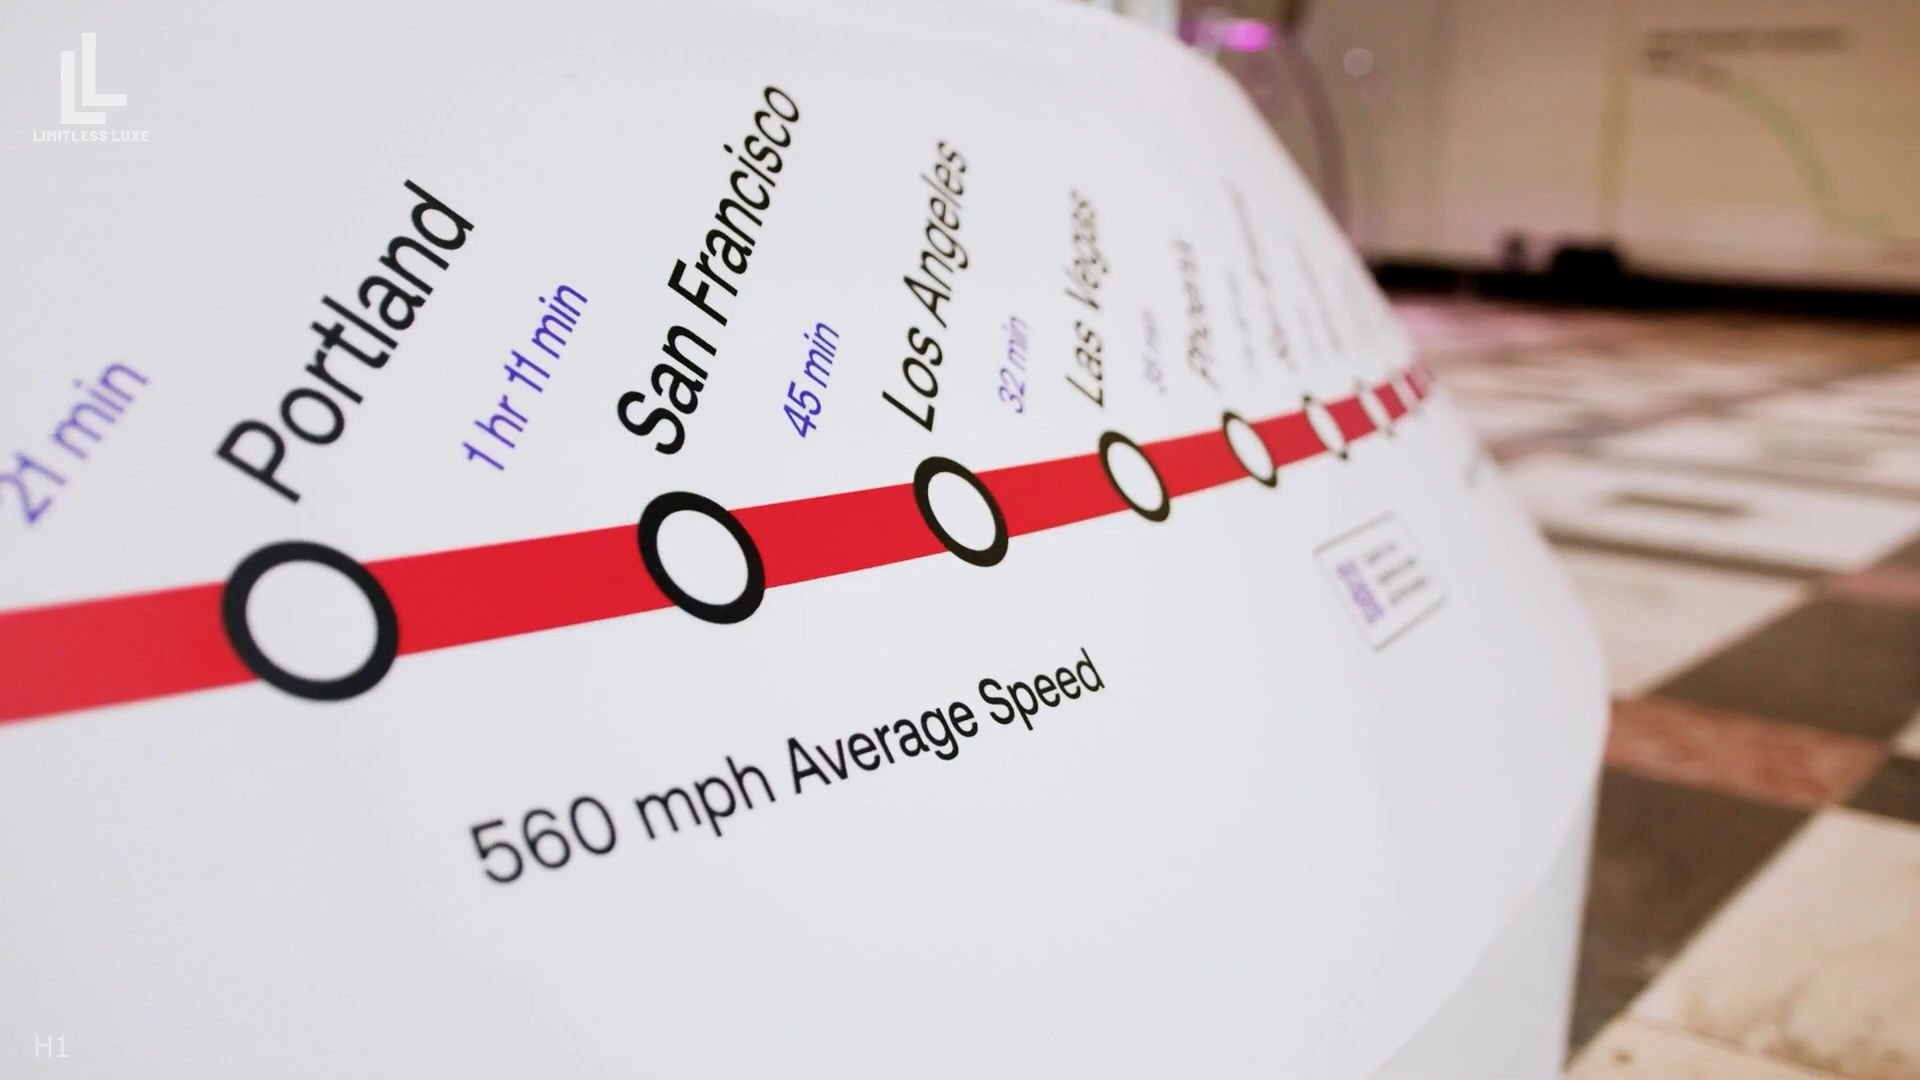 LIMITLESS LUXE
21 min
Portland
1 hr 11 min
San Francisco
45 min
Los Angeles
32 min
Las Vegas
Phoenix
560 mph Average Speed
H1